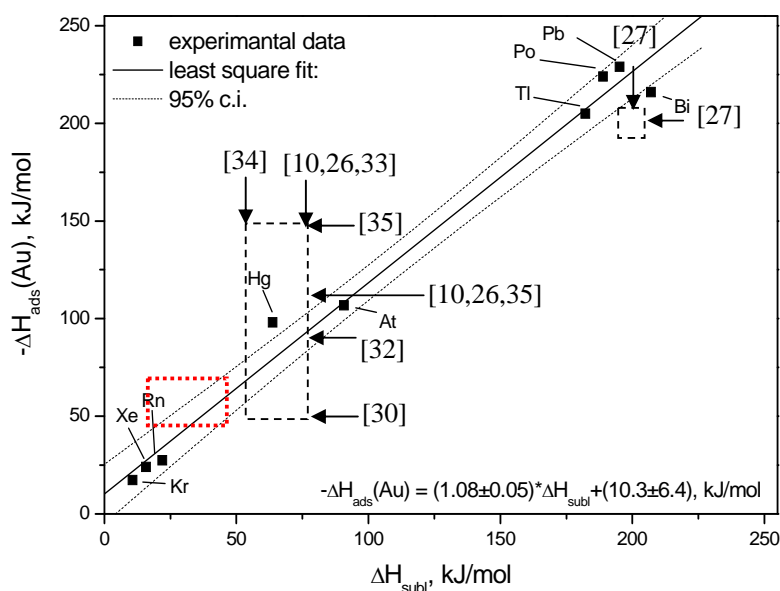 -250
-200
-150
-100
-50
0
0
50
100
150
200
250
-ΔHads(Au), kJ/mol
ΔHsubl, kJ/mol
experimantal data
least square fit:
95% c.i.
Pb
[27]
Po
Tl
Bi
[27]
[34]
[10,26,33]
[35]
Hg
[10,26,35]
At
[32]
Rn
Xe
[30]
Kr
-ΔHads(Au) = (1.08±0.05)*ΔHsubl+(10.3±6.4), kJ/mol